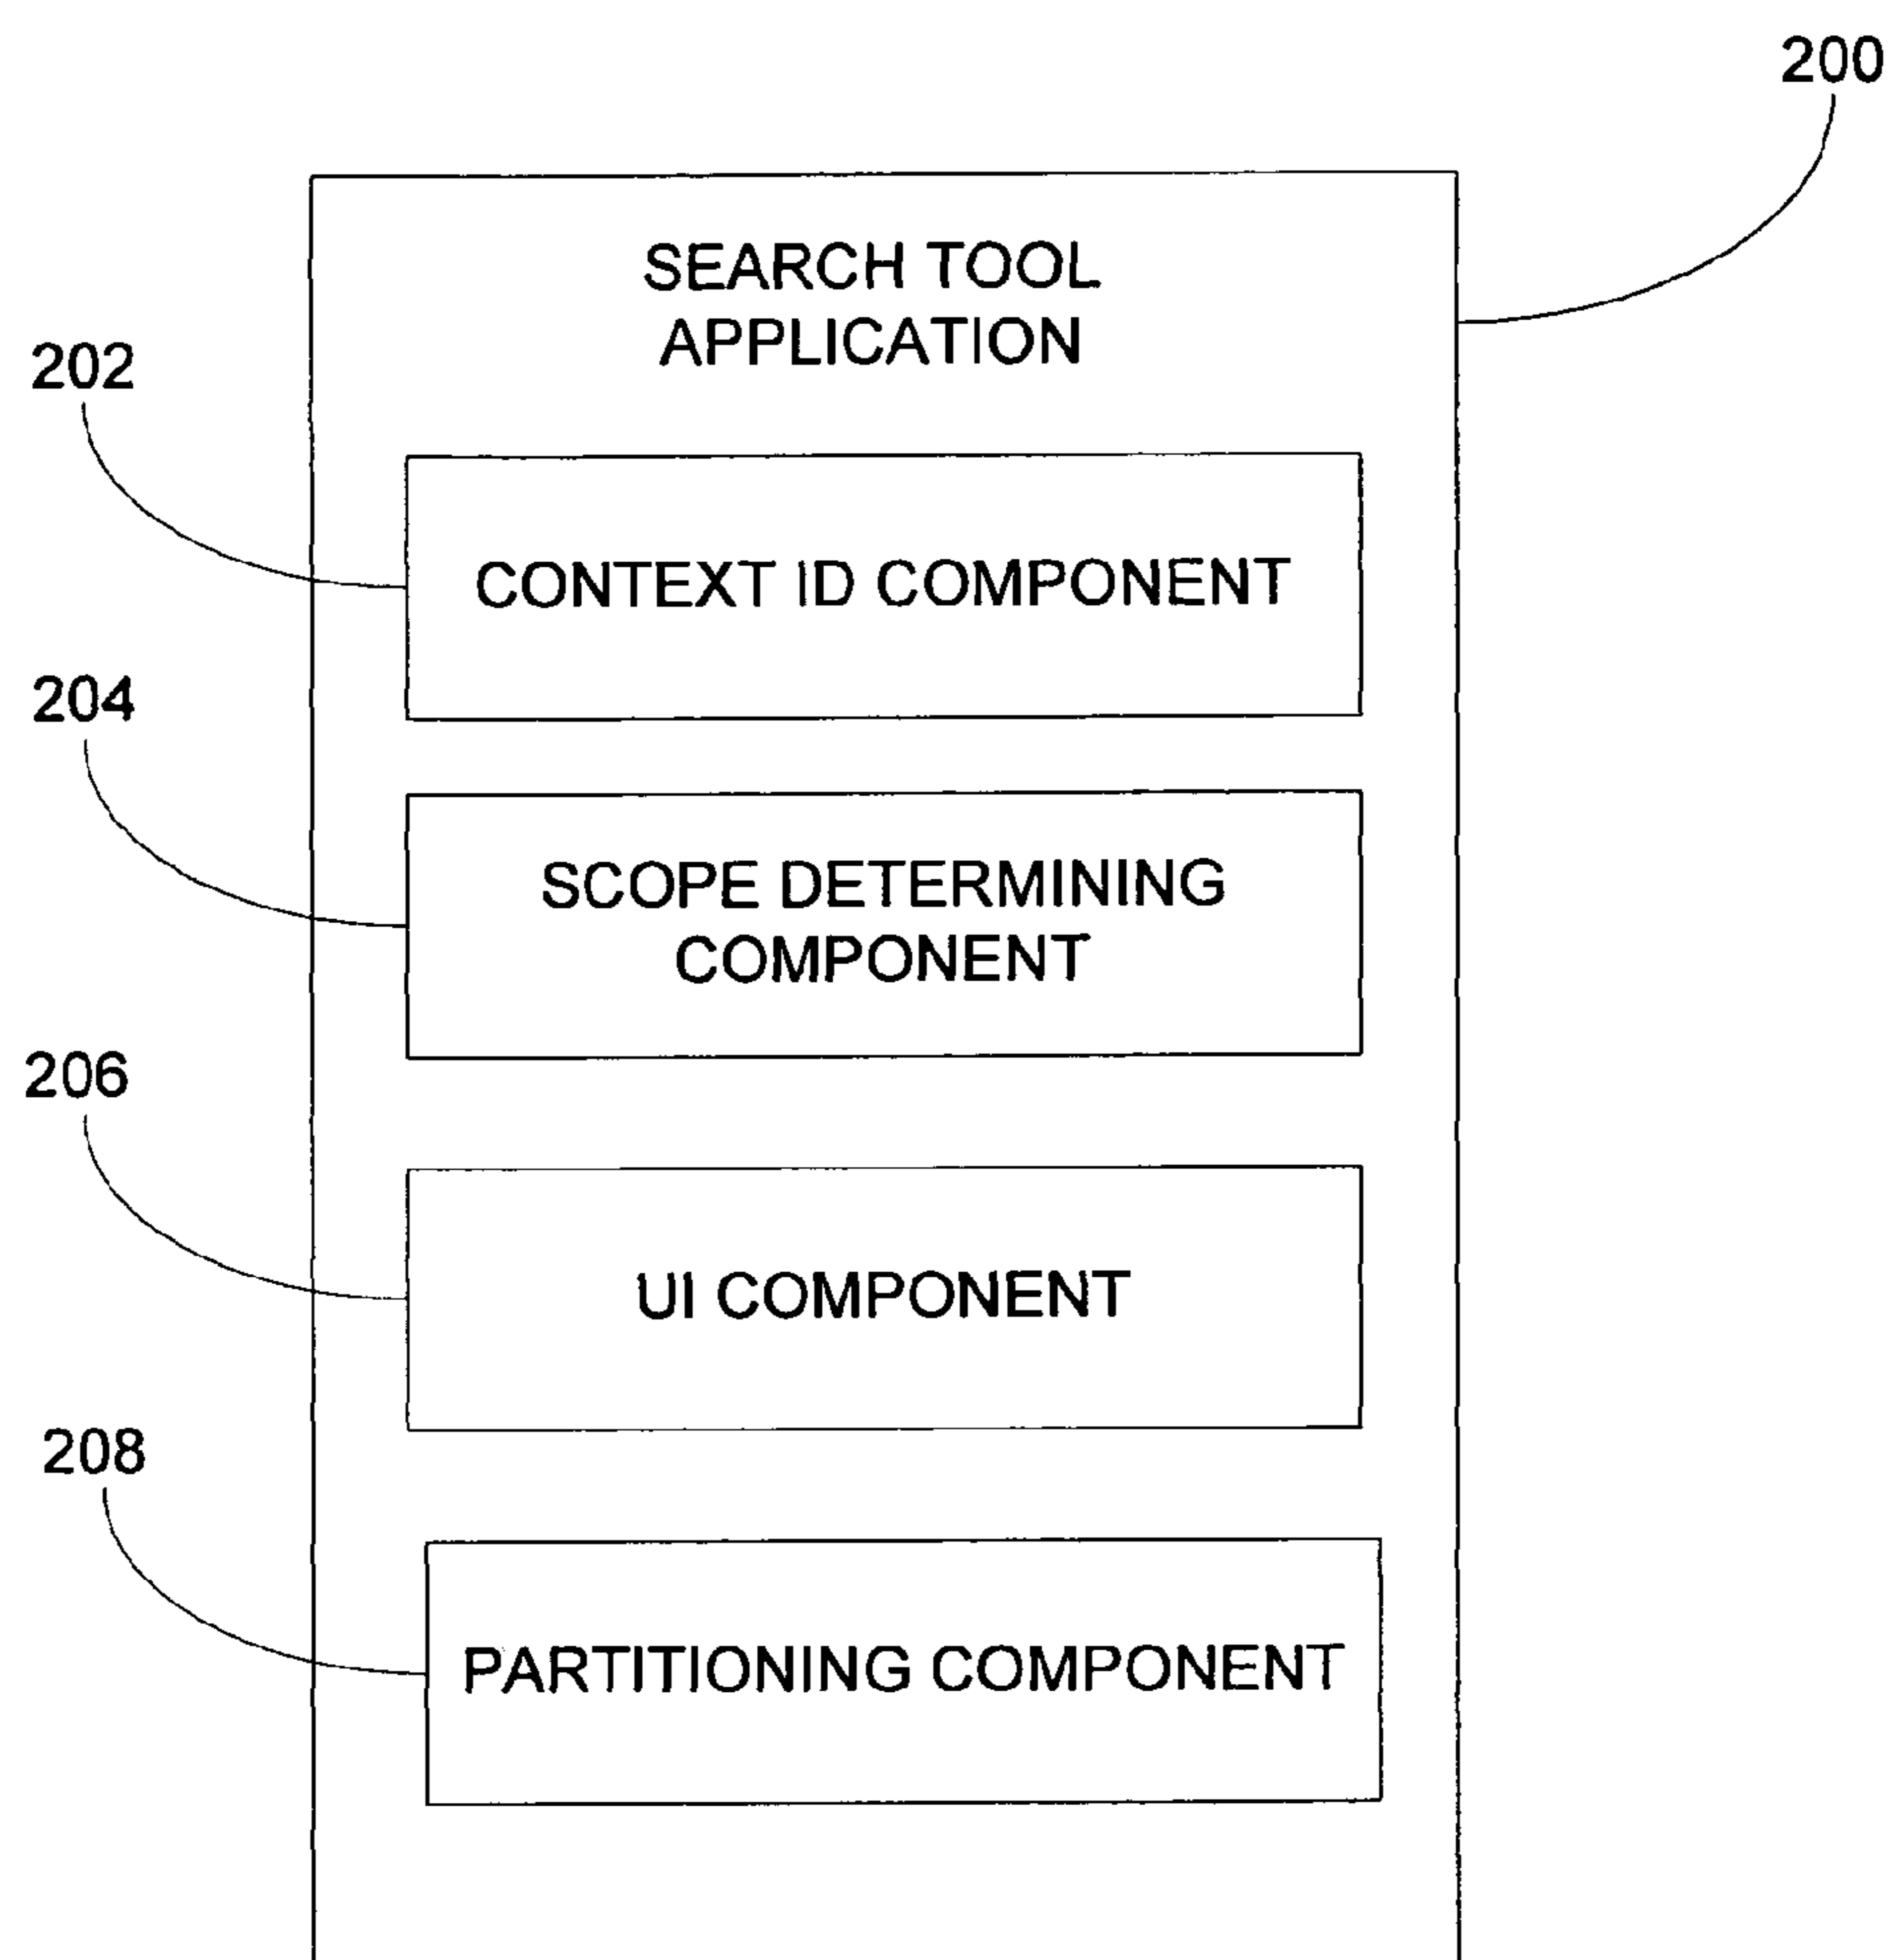 200
SEARCH TOOL
APPLICATION
202
CONTEXT ID COMPONENT
204
SCOPE DETERMINING
COMPONENT
206
UI COMPONENT
208
PARTITIONING COMPONENT